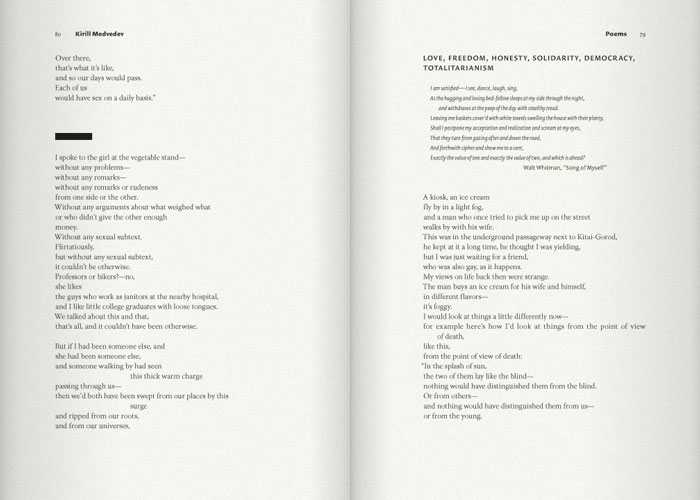 80 Kirill Medvedev
Over there,
that's what it's like,
and so our days would pass.
Each of us
would have sex on a daily basis."
I spoke to the girl at the vegetable stand—
without any problems—
without any remarks—
without any remarks or rudeness
from one side or the other.
Without any arguments about what weighed what
or who didn't give the other enough
money.
Without any sexual subtext.
Flirtatiously,
but without any sexual subtext,
it couldn't be otherwise.
Professors or bikers?—no,
she likes
the guys who work as janitors at the nearby hospital,
and I like little college graduates with loose tongues.
We talked about this and that,
that's all, and it couldn't have been otherwise.
But if I had been someone else, and
she had been someone else,
and someone walking by had seen
this thick warm charge
passing through us—
then we'd both have been swept from our places by this
surge
and ripped from our roots,
and from our universes,
Poems 79
LOVE, FREEDOM, HONESTY, SOLIDARITY, DEMOCRACY,
TOTALITARIANISM
I am satisfied—I see, dance, laugh, sing,
As the hugging and loving bed-fellow sleeps at my side through the night,
and withdraws at the peep of the day with stealthy tread.
Leaving me baskets cover'd with white towels swelling the house with their plenty,
Shall I postpone my acceptation and realization and scream at my eyes,
That they turn from gazing after and down the road,
And forthwith cipher and show me to a cent,
Exactly the value of one and exactly the value of two, and which is ahead?
Walt Whitman, "Song of Myself"
A kiosk, an ice cream
fly by in a light fog,
and a man who once tried to pick me up on the street
walks by with his wife.
This was in the underground passageway next to Kitai-Gorod,
he kept at it a long time, he thought I was yielding,
but I was just waiting for a friend,
who was also gay, as it happens.
My views on life back then were strange.
The man buys an ice cream for his wife and himself,
in different flavors—
it's foggy.
I would look at things a little differently now—
for example here's how I'd look at things from the point of view
of death,
like this,
from the point of view of death:
"In the splash of sun,
the two of them lay like the blind—
nothing would have distinguished them from the blind.
Or from others—
and nothing would have distinguished them from us—
or from the young.